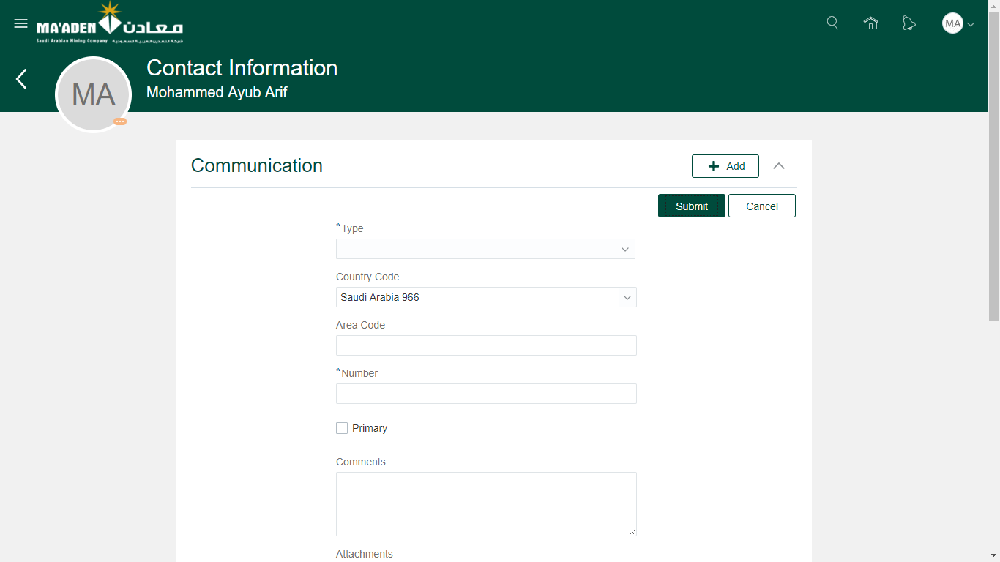 MA'ADEN معادن
Saudi Arabian Mining Company شركة التعدين العربية السعودية
MA
Contact Information
Mohammed Ayub Arif
MA
Communication
Add
Submit
Cancel
*Type
Country Code
Saudi Arabia 966
Area Code
*Number
Primary
Comments
Attachments